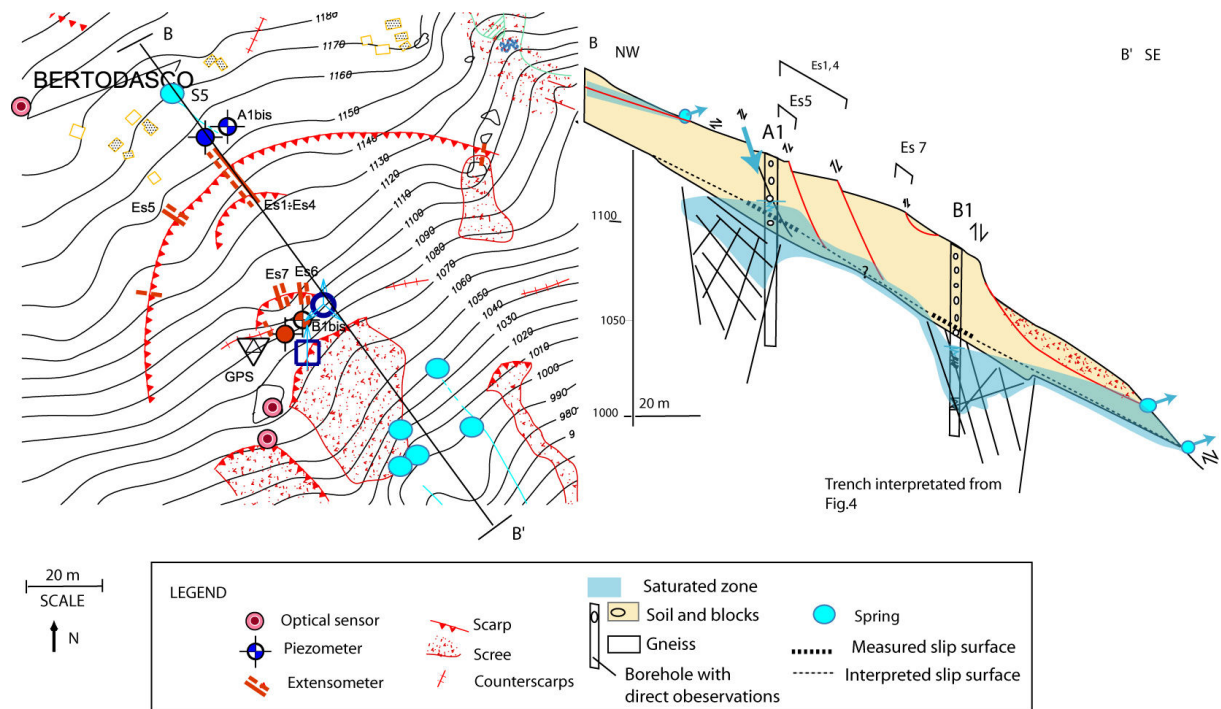 B
BERTODASCO
S5
A1bis
Es5
Es1÷Es4
Es7
Es6
B1bis
GPS
B'
1180
1170
1160
1150
1140
1130
1120
1110
1100
1090
1080
1070
1060
1050
1040
1030
1020
1010
1000
990
980
9
B
NW
Es1,4
Es5
A1
Es 7
B1
B' SE
1100
1050
1000
20 m
?
Trench interpretated from
Fig.4
20 m
SCALE
N
LEGEND
Optical sensor
Piezometer
Extensometer
Scarp
Scree
Counterscarps
Saturated zone
Soil and blocks
Gneiss
Borehole with
direct obeservations
Spring
Measured slip surface
Interpreted slip surface